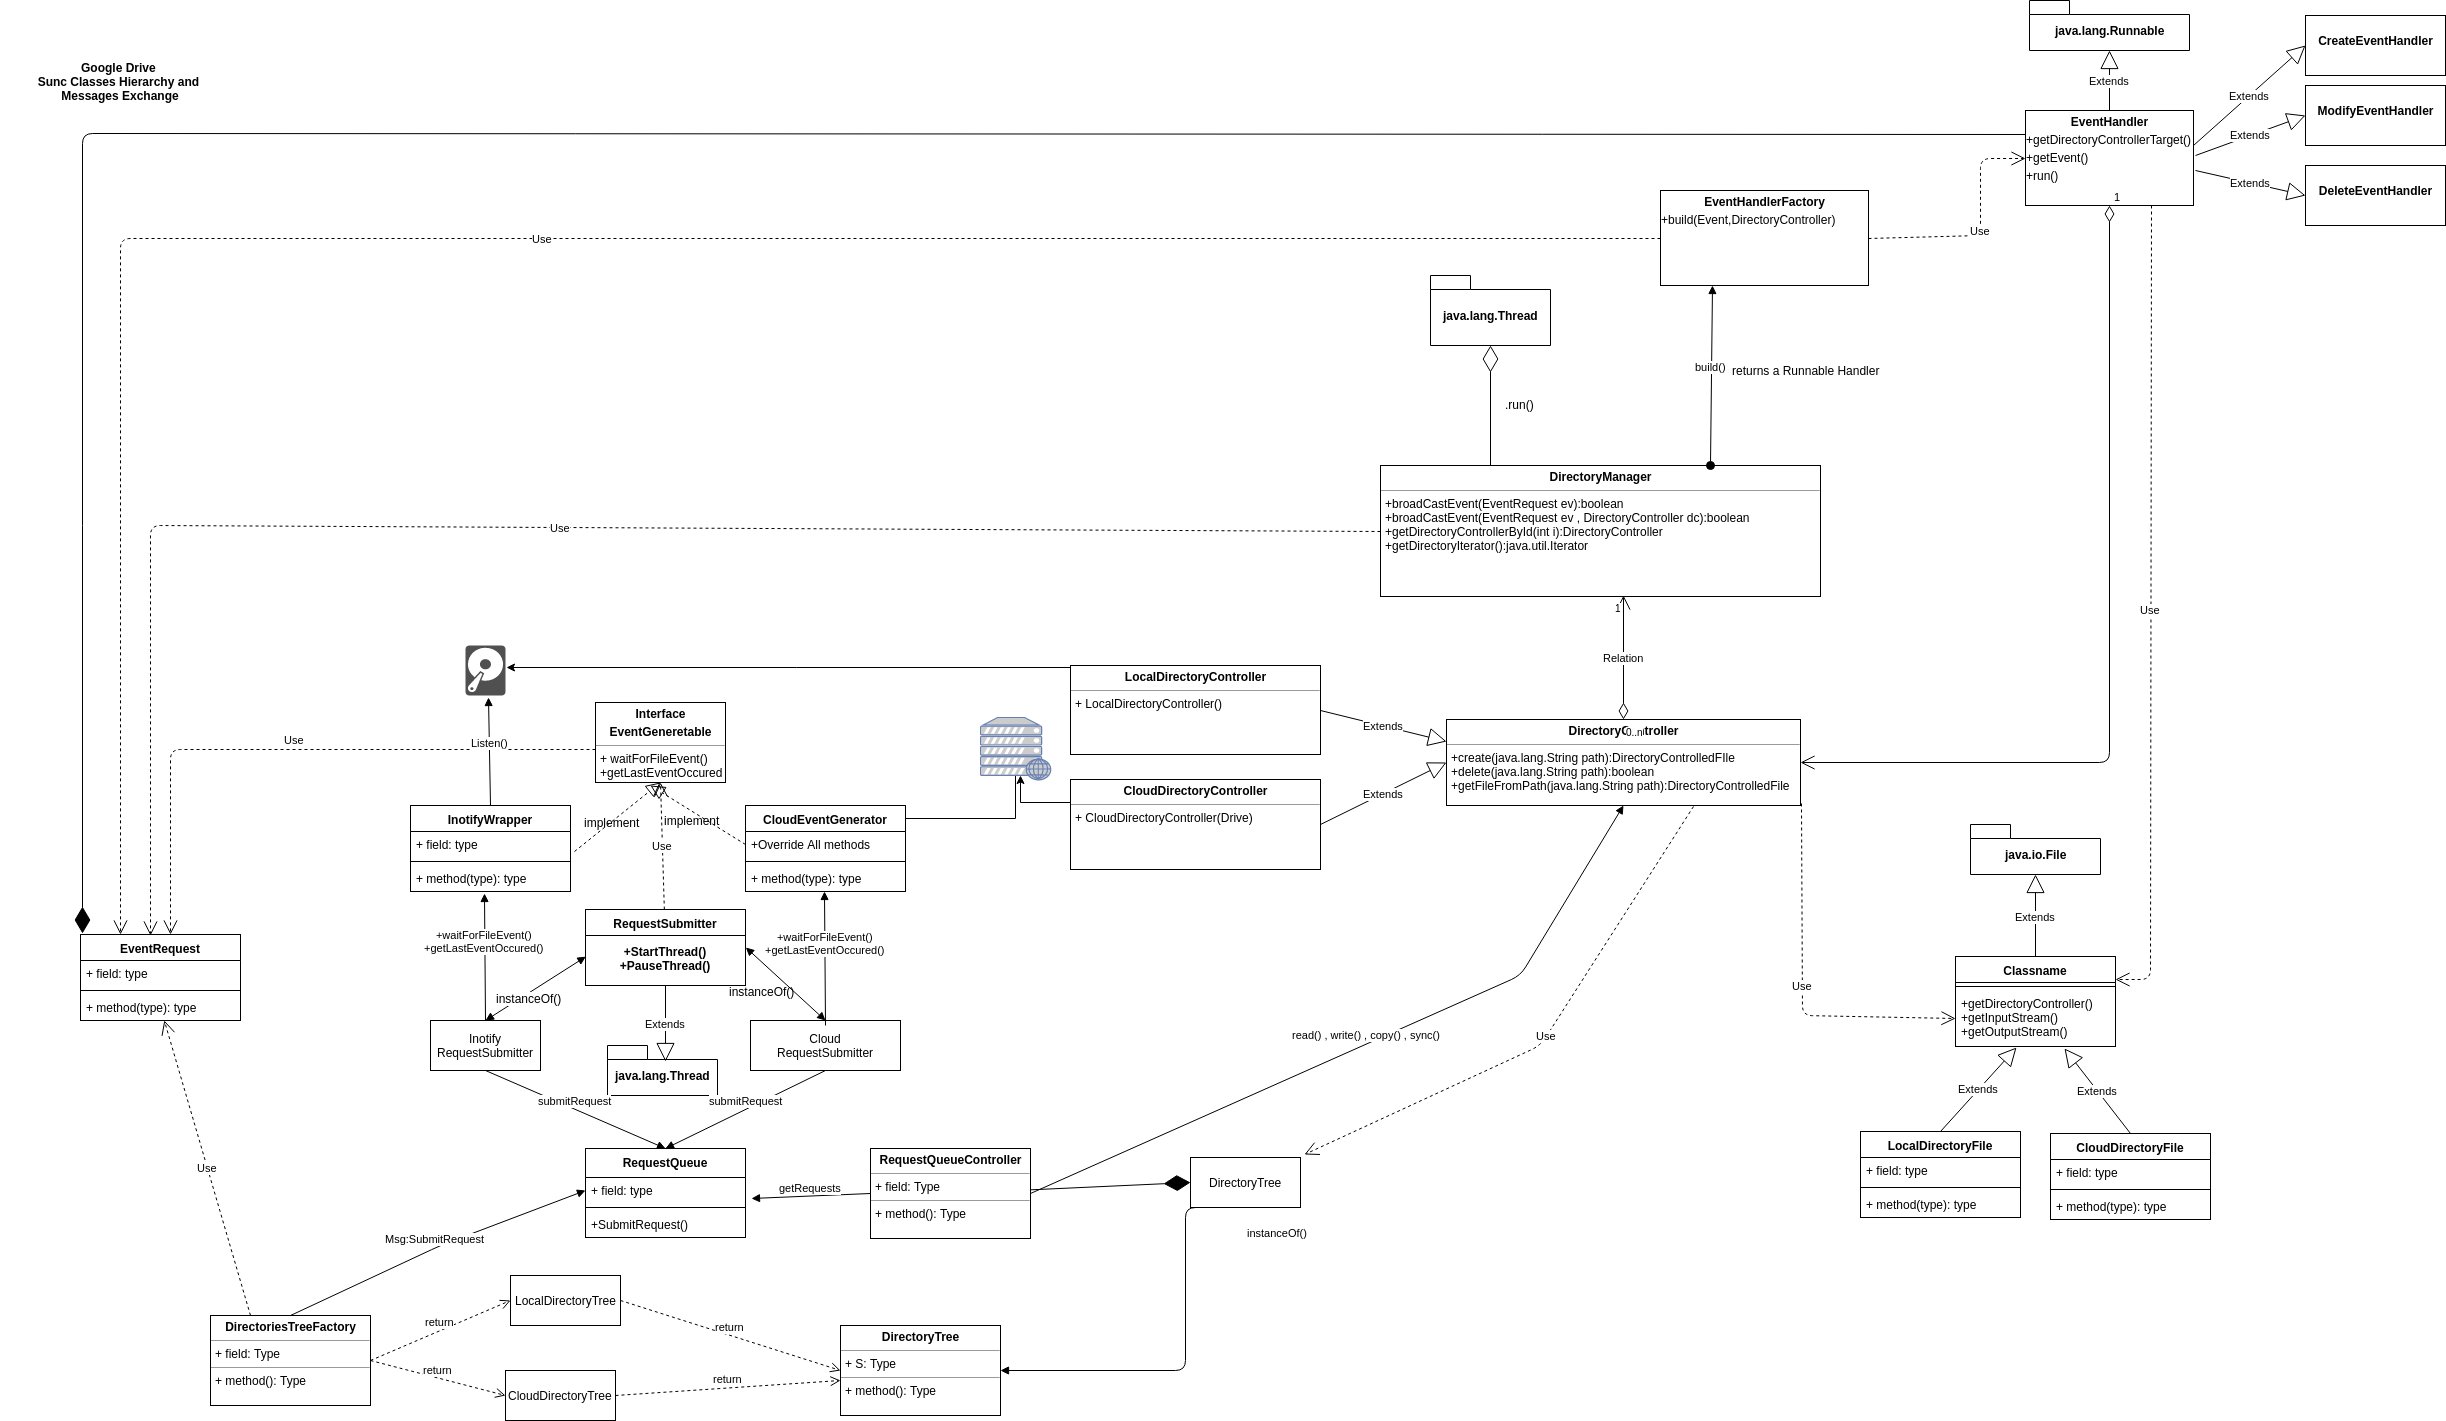 Google Drive
Sunc Classes Hierarchy and
Messages Exchange
java.lang.Runnable
Extends
EventHandler
+getDirectoryControllerTarget()
+getEvent()
+run()
1
CreateEventHandler
Extends
ModifyEventHandler
Extends
DeleteEventHandler
Extends
EventHandlerFactory
+build(Event,DirectoryController)
Use
Use
java.lang.Thread
.run()
build()
returns a Runnable Handler
DirectoryManager
+broadCastEvent(EventRequest ev):boolean
+broadCastEvent(EventRequest ev , DirectoryController dc):boolean
+getDirectoryControllerById(int i):DirectoryController
+getDirectoryIterator():java.util.Iterator
Use
1
Relation
Use
LocalDirectoryController
+ LocalDirectoryController()
Extends
CloudDirectoryController
+ CloudDirectoryController(Drive)
Extends
0..n
+create(java.lang.String path):DirectoryControlledFIle
+delete(java.lang.String path):boolean
+getFileFromPath(java.lang.String path):DirectoryControlledFile
Interface
EventGeneretable
+ waitForFileEvent()
+getLastEventOccured
Use
Listen()
InotifyWrapper
+ field: type
+ method(type): type
implement
implement
Use
CloudEventGenerator
+Override All methods
+ method(type): type
RequestSubmitter
+StartThread()
+PauseThread()
+waitForFileEvent()
+getLastEventOccured()
+waitForFileEvent()
+getLastEventOccured()
instanceOf()
instanceOf()
Extends
Inotify
RequestSubmitter
Cloud
RequestSubmitter
java.lang.Thread
submitRequest
submitRequest
EventRequest
+ field: type
+ method(type): type
java.io.File
Extends
Classname
+getDirectoryController()
+getInputStream()
+getOutputStream()
Use
read() , write() , copy() , sync()
Use
Extends
Extends
LocalDirectoryFile
+ field: type
+ method(type): type
CloudDirectoryFile
+ field: type
+ method(type): type
RequestQueue
+ field: type
+SubmitRequest()
getRequests
RequestQueueController
+ field: Type
+ method(): Type
DirectoryTree
instanceOf()
Use
Msg:SubmitRequest
DirectoriesTreeFactory
+ field: Type
+ method(): Type
return
return
LocalDirectoryTree
CloudDirectoryTree
return
return
DirectoryTree
+ S: Type
+ method(): Type